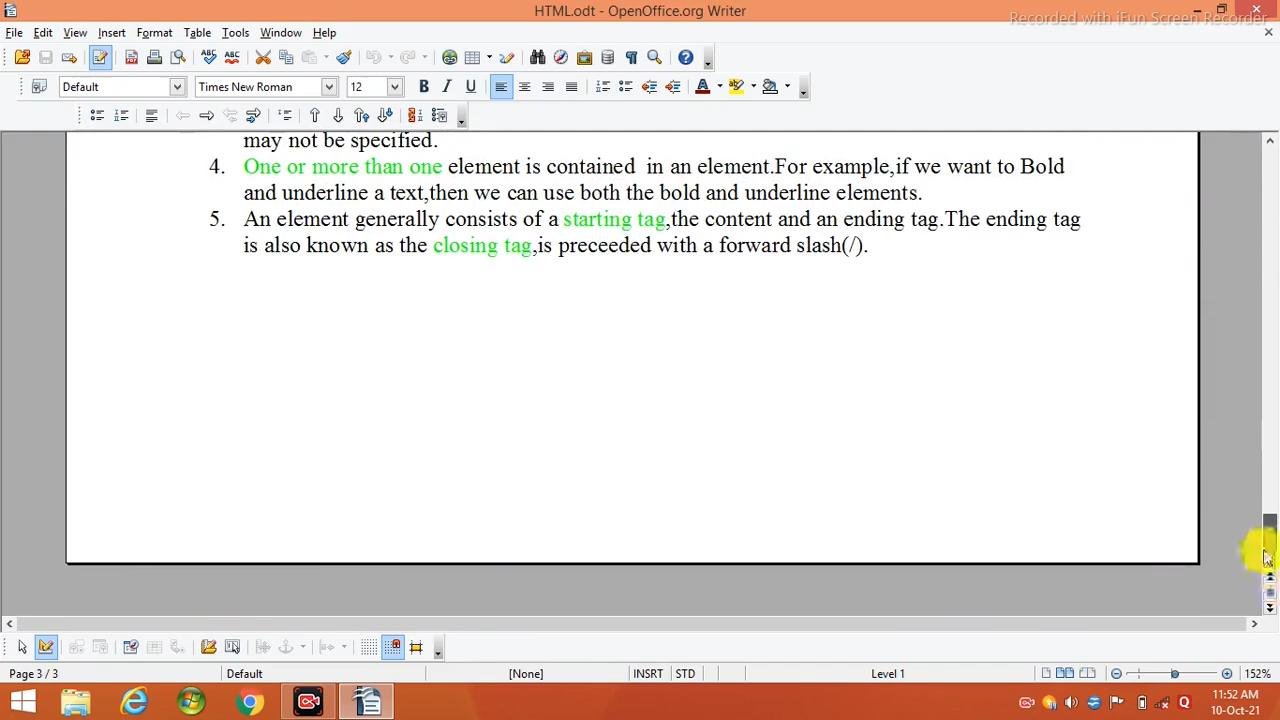 HTML.odt - OpenOffice.org Writer
Recorded with iFun Screen Recorder
File Edit View Insert Format Table Tools Window Help
Default Times New Roman 12
may not be specified.
4. One or more than one element is contained  in an element.For example,if we want to Bold
and underline a text,then we can use both the bold and underline elements.
5. An element generally consists of a starting tag,the content and an ending tag.The ending tag
is also known as the closing tag,is preceeded with a forward slash(/).
Page 3 / 3 Default [None] INSRT STD Level 1 152%
11:52 AM
10-Oct-21